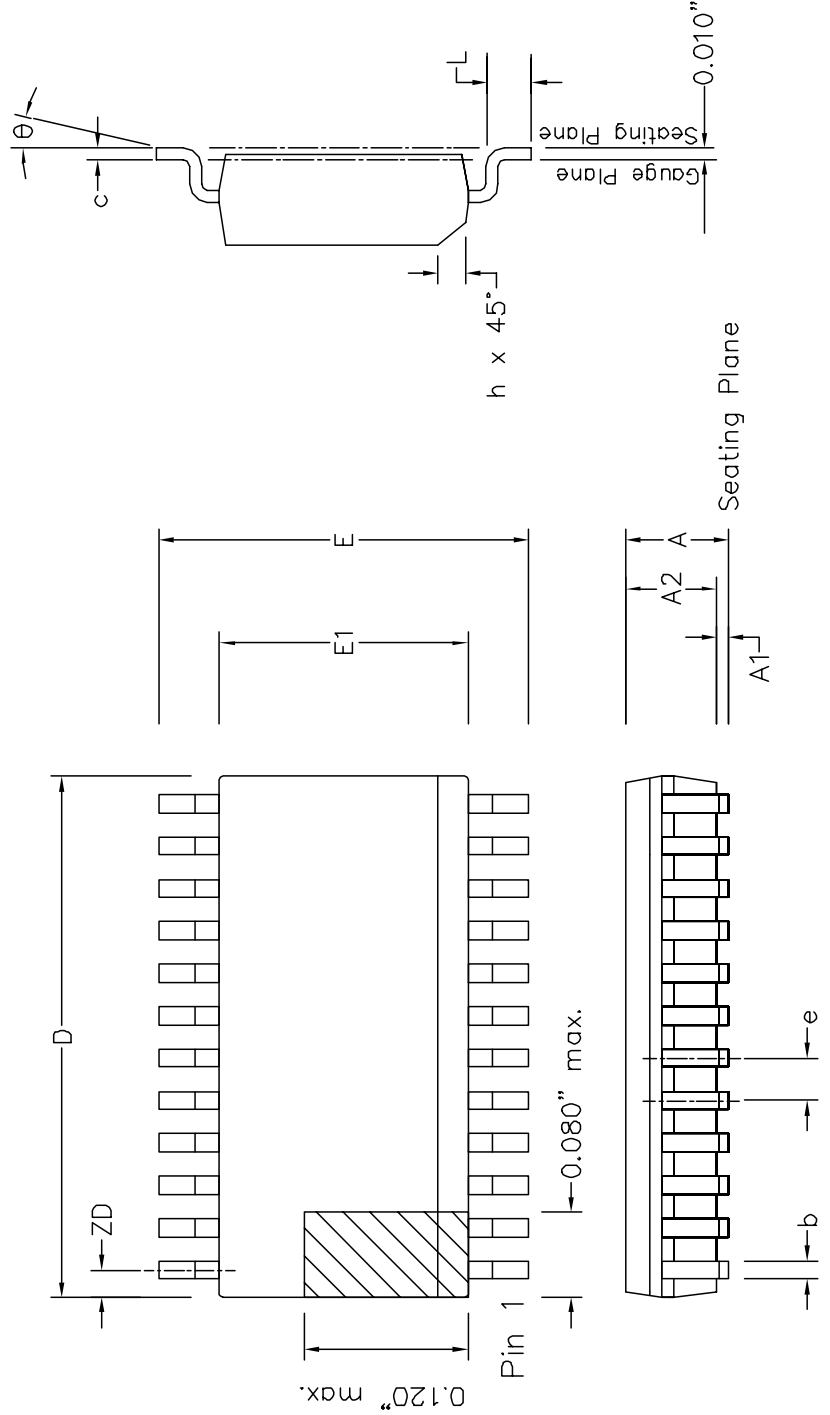 θ
c
L
0.010"
Seating Plane
Gauge Plane
h x 45°
E
E1
Seating Plane
A
A2
A1
D
ZD
0.080" max.
Pin 1
0.120" max.
e
b